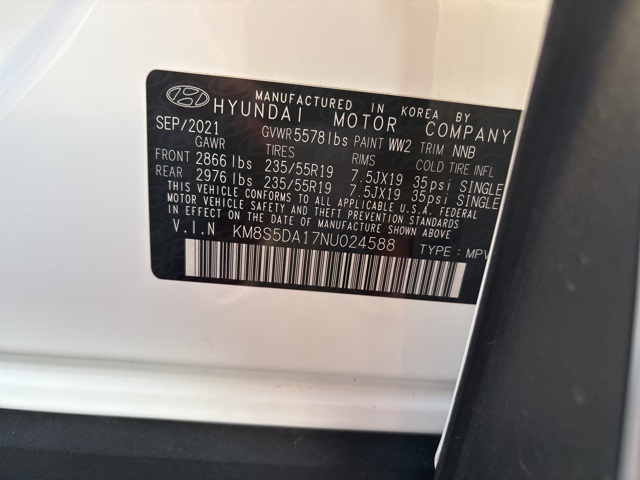 MANUFACTURED IN KOREA BY
HYUNDAI MOTOR COMPANY
SEP/2021 GVWR 5578lbs PAINT WW2 TRIM NNB
GAWR TIRES RIMS COLD TIRE INFL
FRONT 2866 lbs 235/55R19 7.5JX19 35psi SINGLE
REAR 2976 lbs 235/55R19 7.5JX19 35psi SINGLE
THIS VEHICLE CONFORMS TO ALL APPLICABLE U.S.A. FEDERAL
MOTOR VEHICLE SAFETY AND THEFT PREVENTION STANDARDS
IN EFFECT ON THE DATE OF MANUFACTURE SHOWN ABOVE.
V.I.N KM8S5DA17NU024588 TYPE : MPV